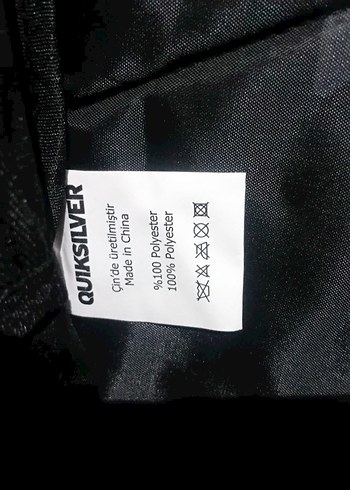 QUIKSILVER
Çin'de üretilmiştir
Made in China
%100 Polyester
100% Polyester